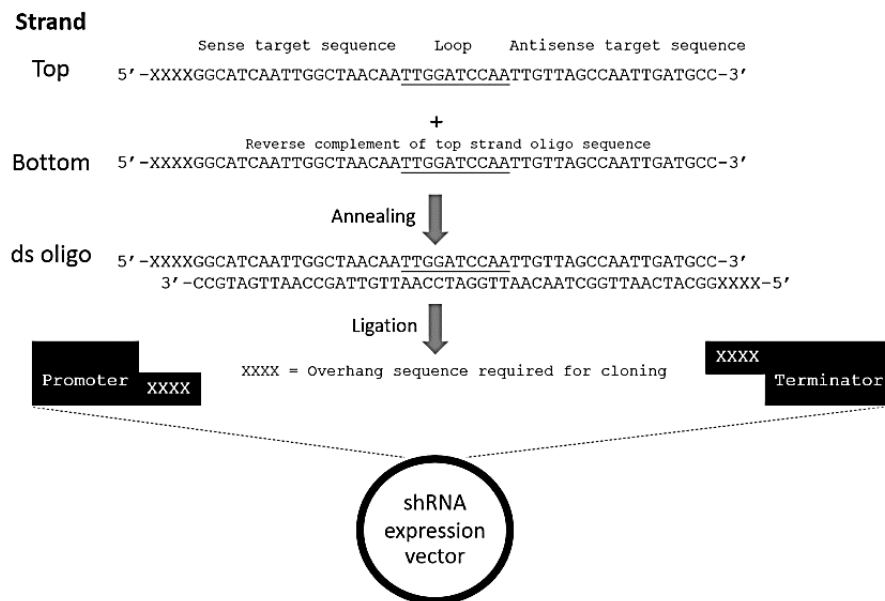 Strand
Sense target sequence Loop Antisense target sequence
Top 5’-XXXXGGCATCAATTGGCTAACAATTGGATCCAATTGTTAGCCAATTGATGCC-3’
+
Reverse complement of top strand oligo sequence
Bottom 5’-XXXXGGCATCAATTGGCTAACAATTGGATCCAATTGTTAGCCAATTGATGCC-3’
Annealing
ds oligo 5’-XXXXGGCATCAATTGGCTAACAATTGGATCCAATTGTTAGCCAATTGATGCC-3’
3’-CCGTAGTTAACCGATTGTTAACCTAGGTTAACAATCGGTTAACTACGGXXXX-5’
Ligation
Promoter XXXX
XXXX = Overhang sequence required for cloning
XXXX
Terminator
shRNA
expression
vector